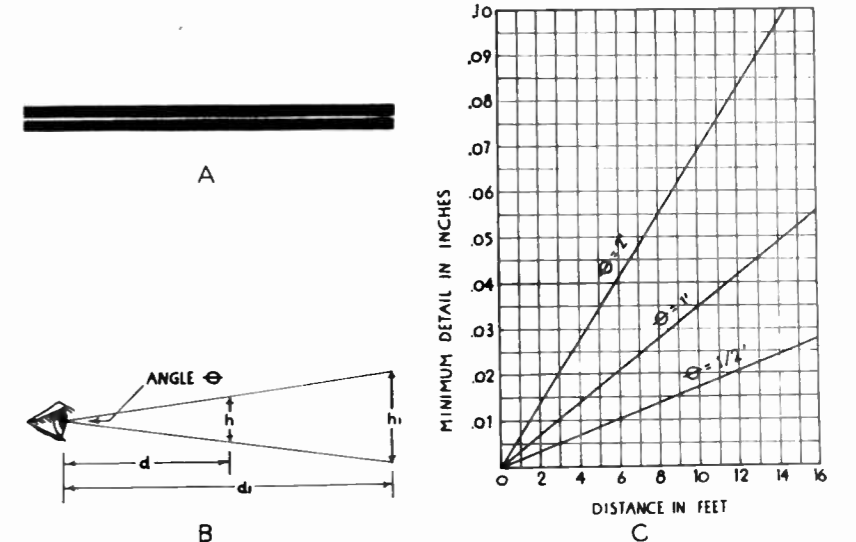 A
ANGLE Ɵ
h
h₁
d
d₁
B
MINIMUM DETAIL IN INCHES
.10
.09
.08
.07
.06
.05
.04
.03
.02
.01
Ɵ=2'
Ɵ=1'
Ɵ=1/2'
0 2 4 6 8 10 12 14 16
DISTANCE IN FEET
C